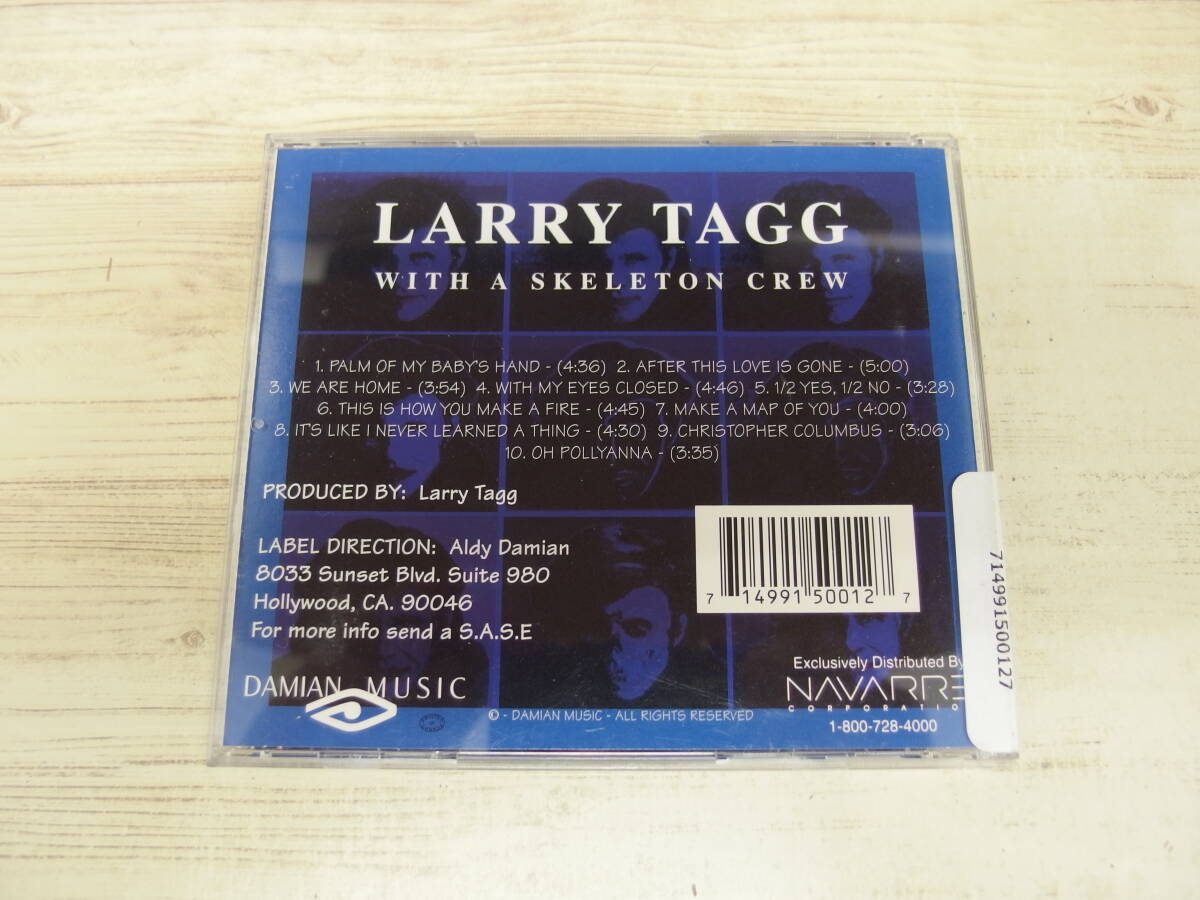 LARRY TAGG
WITH A SKELETON CREW
1. PALM OF MY BABY'S HAND - (4:36) 2. AFTER THIS LOVE IS GONE - (5:00)
3. WE ARE HOME - (3:54) 4. WITH MY EYES CLOSED - (4:46) 5. 1/2 YES, 1/2 NO - (3:28)
6. THIS IS HOW YOU MAKE A FIRE - (4:45) 7. MAKE A MAP OF YOU - (4:00)
8. IT'S LIKE I NEVER LEARNED A THING - (4:30) 9. CHRISTOPHER COLUMBUS - (3:06)
10. OH POLLYANNA - (3:35)
PRODUCED BY: Larry Tagg
LABEL DIRECTION: Aldy Damian
8033 Sunset Blvd. Suite 980
Hollywood, CA. 90046
For more info send a S.A.S.E
7 14991 50012 7
714991500127
Exclusively Distributed By
NAVARRE
CORPORATIO
1-800-728-4000
DAMIAN MUSIC
© - DAMIAN MUSIC - ALL RIGHTS RESERVED